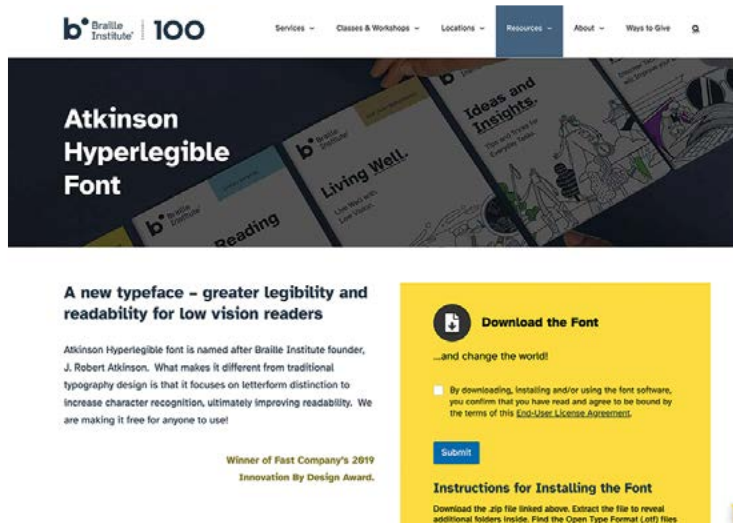 b Braille
Institute
100
Services
Classes & Workshops
Locations
Resources
About
Ways to Give
Atkinson
Hyperlegible
Font
b Braille
Institute
Reading
b Braille
Institute
Living Well.
Live Well with
Low Vision.
b Braille
Institute
Ideas and
Insights.
Tips and Tricks for
Everyday Tasks.
A new typeface – greater legibility and
readability for low vision readers
Atkinson Hyperlegible font is named after Braille Institute founder,
J. Robert Atkinson. What makes it different from traditional
typography design is that it focuses on letterform distinction to
increase character recognition, ultimately improving readability. We
are making it free for anyone to use!
Winner of Fast Company's 2019
Innovation By Design Award.
Download the Font
...and change the world!
By downloading, installing and/or using the font software,
you confirm that you have read and agree to be bound by
the terms of this End-User License Agreement.
Submit
Instructions for Installing the Font
Download the .zip file linked above. Extract the file to reveal
additional folders inside. Find the Open Type Format (.otf) files